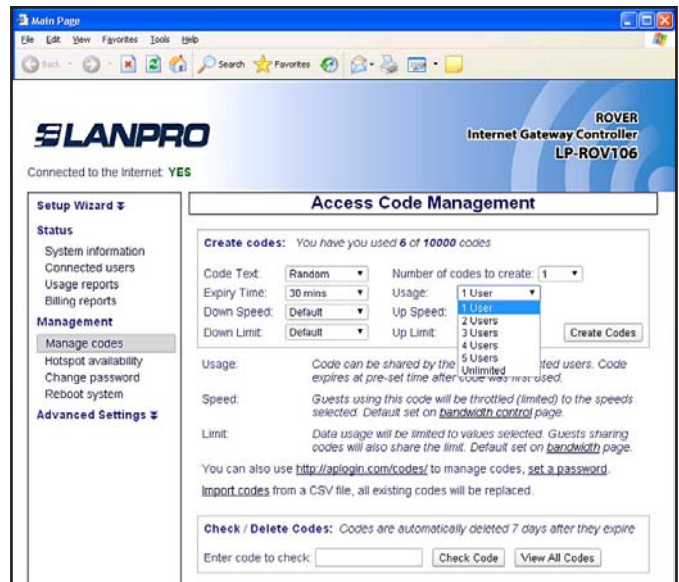 Main Page
File Edit View Favorites Tools Help
Back Search Favorites
LANPRO
ROVER
Internet Gateway Controller
LP-ROV106
Connected to the Internet: YES
Setup Wizard
Status
System information
Connected users
Usage reports
Billing reports
Management
Manage codes
Hotspot availability
Change password
Reboot system
Advanced Settings
Access Code Management
Create codes: You have you used 6 of 10000 codes
Code Text: Random Number of codes to create: 1
Expiry Time: 30 mins Usage: 1 User
Down Speed: Default Up Speed:
Down Limit: Default Up Limit: Create Codes
1 User
2 Users
3 Users
4 Users
5 Users
Unlimited
Usage: Code can be shared by the ted users. Code
expires at pre-set time after code was first used.
Speed: Guests using this code will be throttled (limited) to the speeds
selected. Default set on bandwidth control page.
Limit: Data usage will be limited to values selected. Guests sharing
codes will also share the limit. Default set on bandwidth page.
You can also use http://aplogin.com/codes/ to manage codes, set a password.
Import codes from a CSV file, all existing codes will be replaced.
Check / Delete Codes: Codes are automatically deleted 7 days after they expire
Enter code to check: Check Code View All Codes